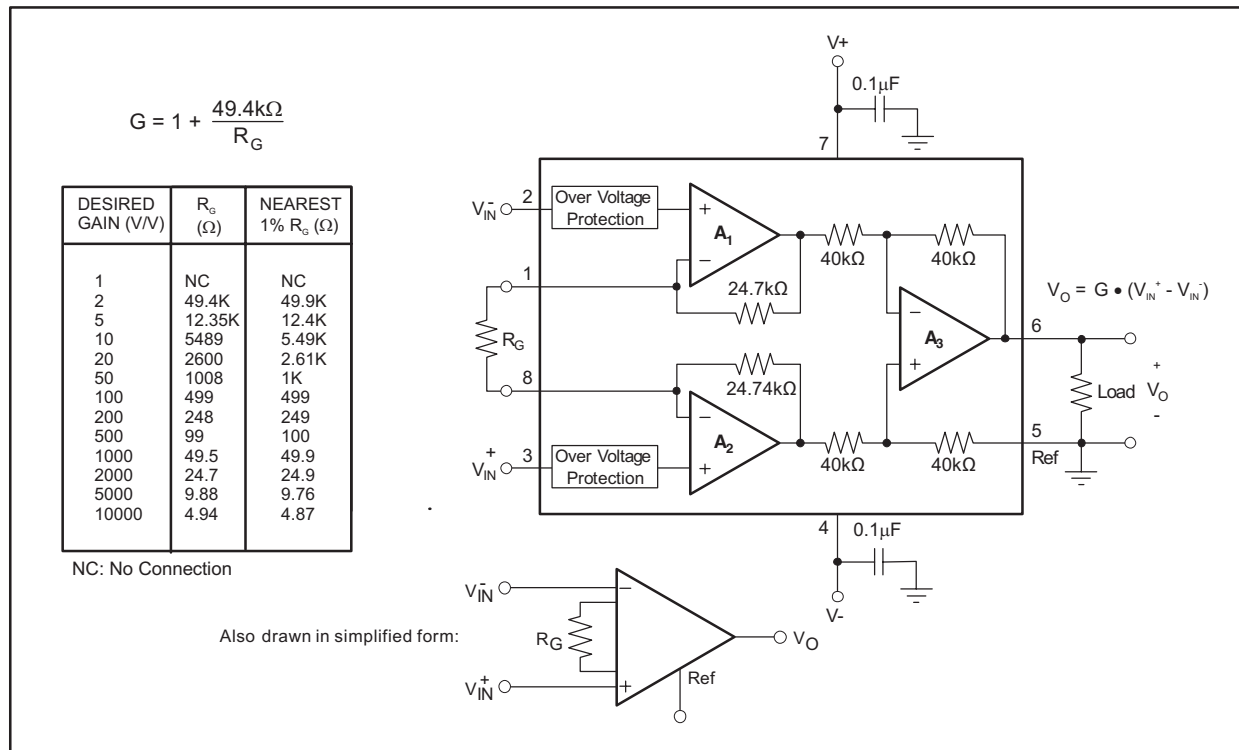 G = 1 + 49.4kΩ / R_G
DESIRED GAIN (V/V) | R_G (Ω) | NEAREST 1% R_G (Ω)
1 NC NC
2 49.4K 49.9K
5 12.35K 12.4K
10 5489 5.49K
20 2600 2.61K
50 1008 1K
100 499 499
200 248 249
500 99 100
1000 49.5 49.9
2000 24.7 24.9
5000 9.88 9.76
10000 4.94 4.87
NC: No Connection
V+
0.1μF
7
V_IN^- 2 Over Voltage Protection
+
A₁
−
40kΩ
40kΩ
1
24.7kΩ
R_G
V_O = G • (V_IN^+ - V_IN^-)
−
A₃
+
6
8
24.74kΩ
−
A₂
+
Load
+
V_O
-
V_IN^+ 3 Over Voltage Protection
40kΩ
40kΩ
5
Ref
4
0.1μF
V-
Also drawn in simplified form:
V_IN^-
−
R_G
V_O
V_IN^+
+
Ref